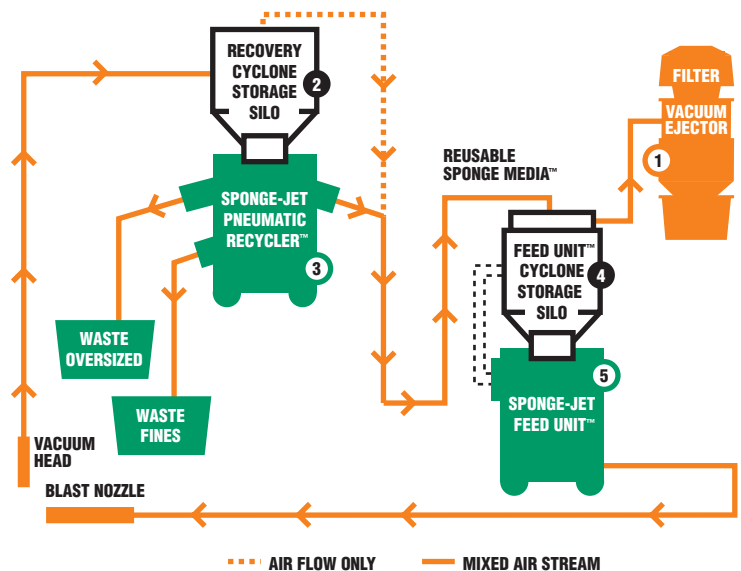 RECOVERY
CYCLONE
STORAGE
SILO
2
FILTER
VACUUM
EJECTOR
1
REUSABLE
SPONGE MEDIA™
SPONGE-JET
PNEUMATIC
RECYCLER™
3
FEED UNIT™
CYCLONE
STORAGE
SILO
4
WASTE
OVERSIZED
WASTE
FINES
5
SPONGE-JET
FEED UNIT™
VACUUM
HEAD
BLAST NOZZLE
AIR FLOW ONLY
MIXED AIR STREAM